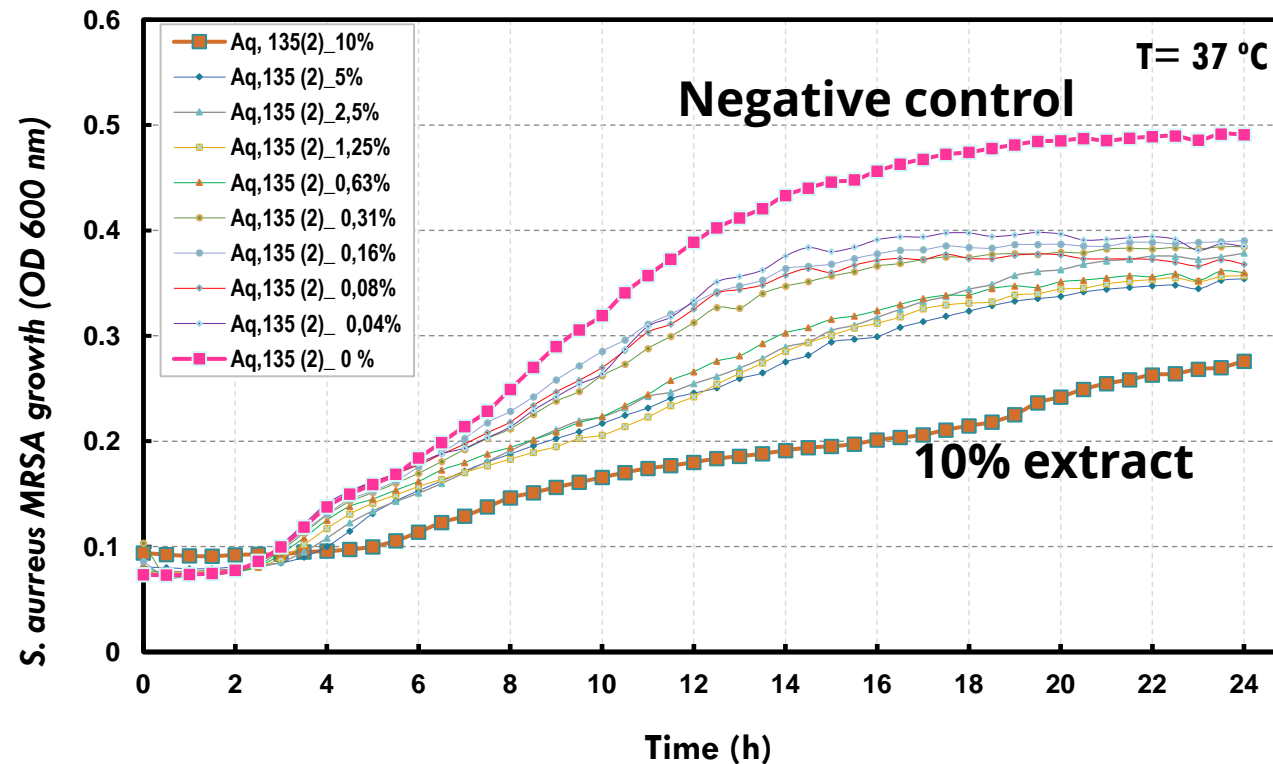 S. aurreus MRSA growth (OD 600 nm)
0.6
0.5
0.4
0.3
0.2
0.1
0
Aq, 135(2)_10%
Aq,135 (2)_5%
Aq,135 (2)_2,5%
Aq,135 (2)_1,25%
Aq,135 (2)_0,63%
Aq,135 (2)_ 0,31%
Aq,135 (2)_ 0,16%
Aq,135 (2)_ 0,08%
Aq,135 (2)_ 0,04%
Aq,135 (2)_ 0 %
T= 37 ºC
Negative control
10% extract
0 2 4 6 8 10 12 14 16 18 20 22 24
Time (h)